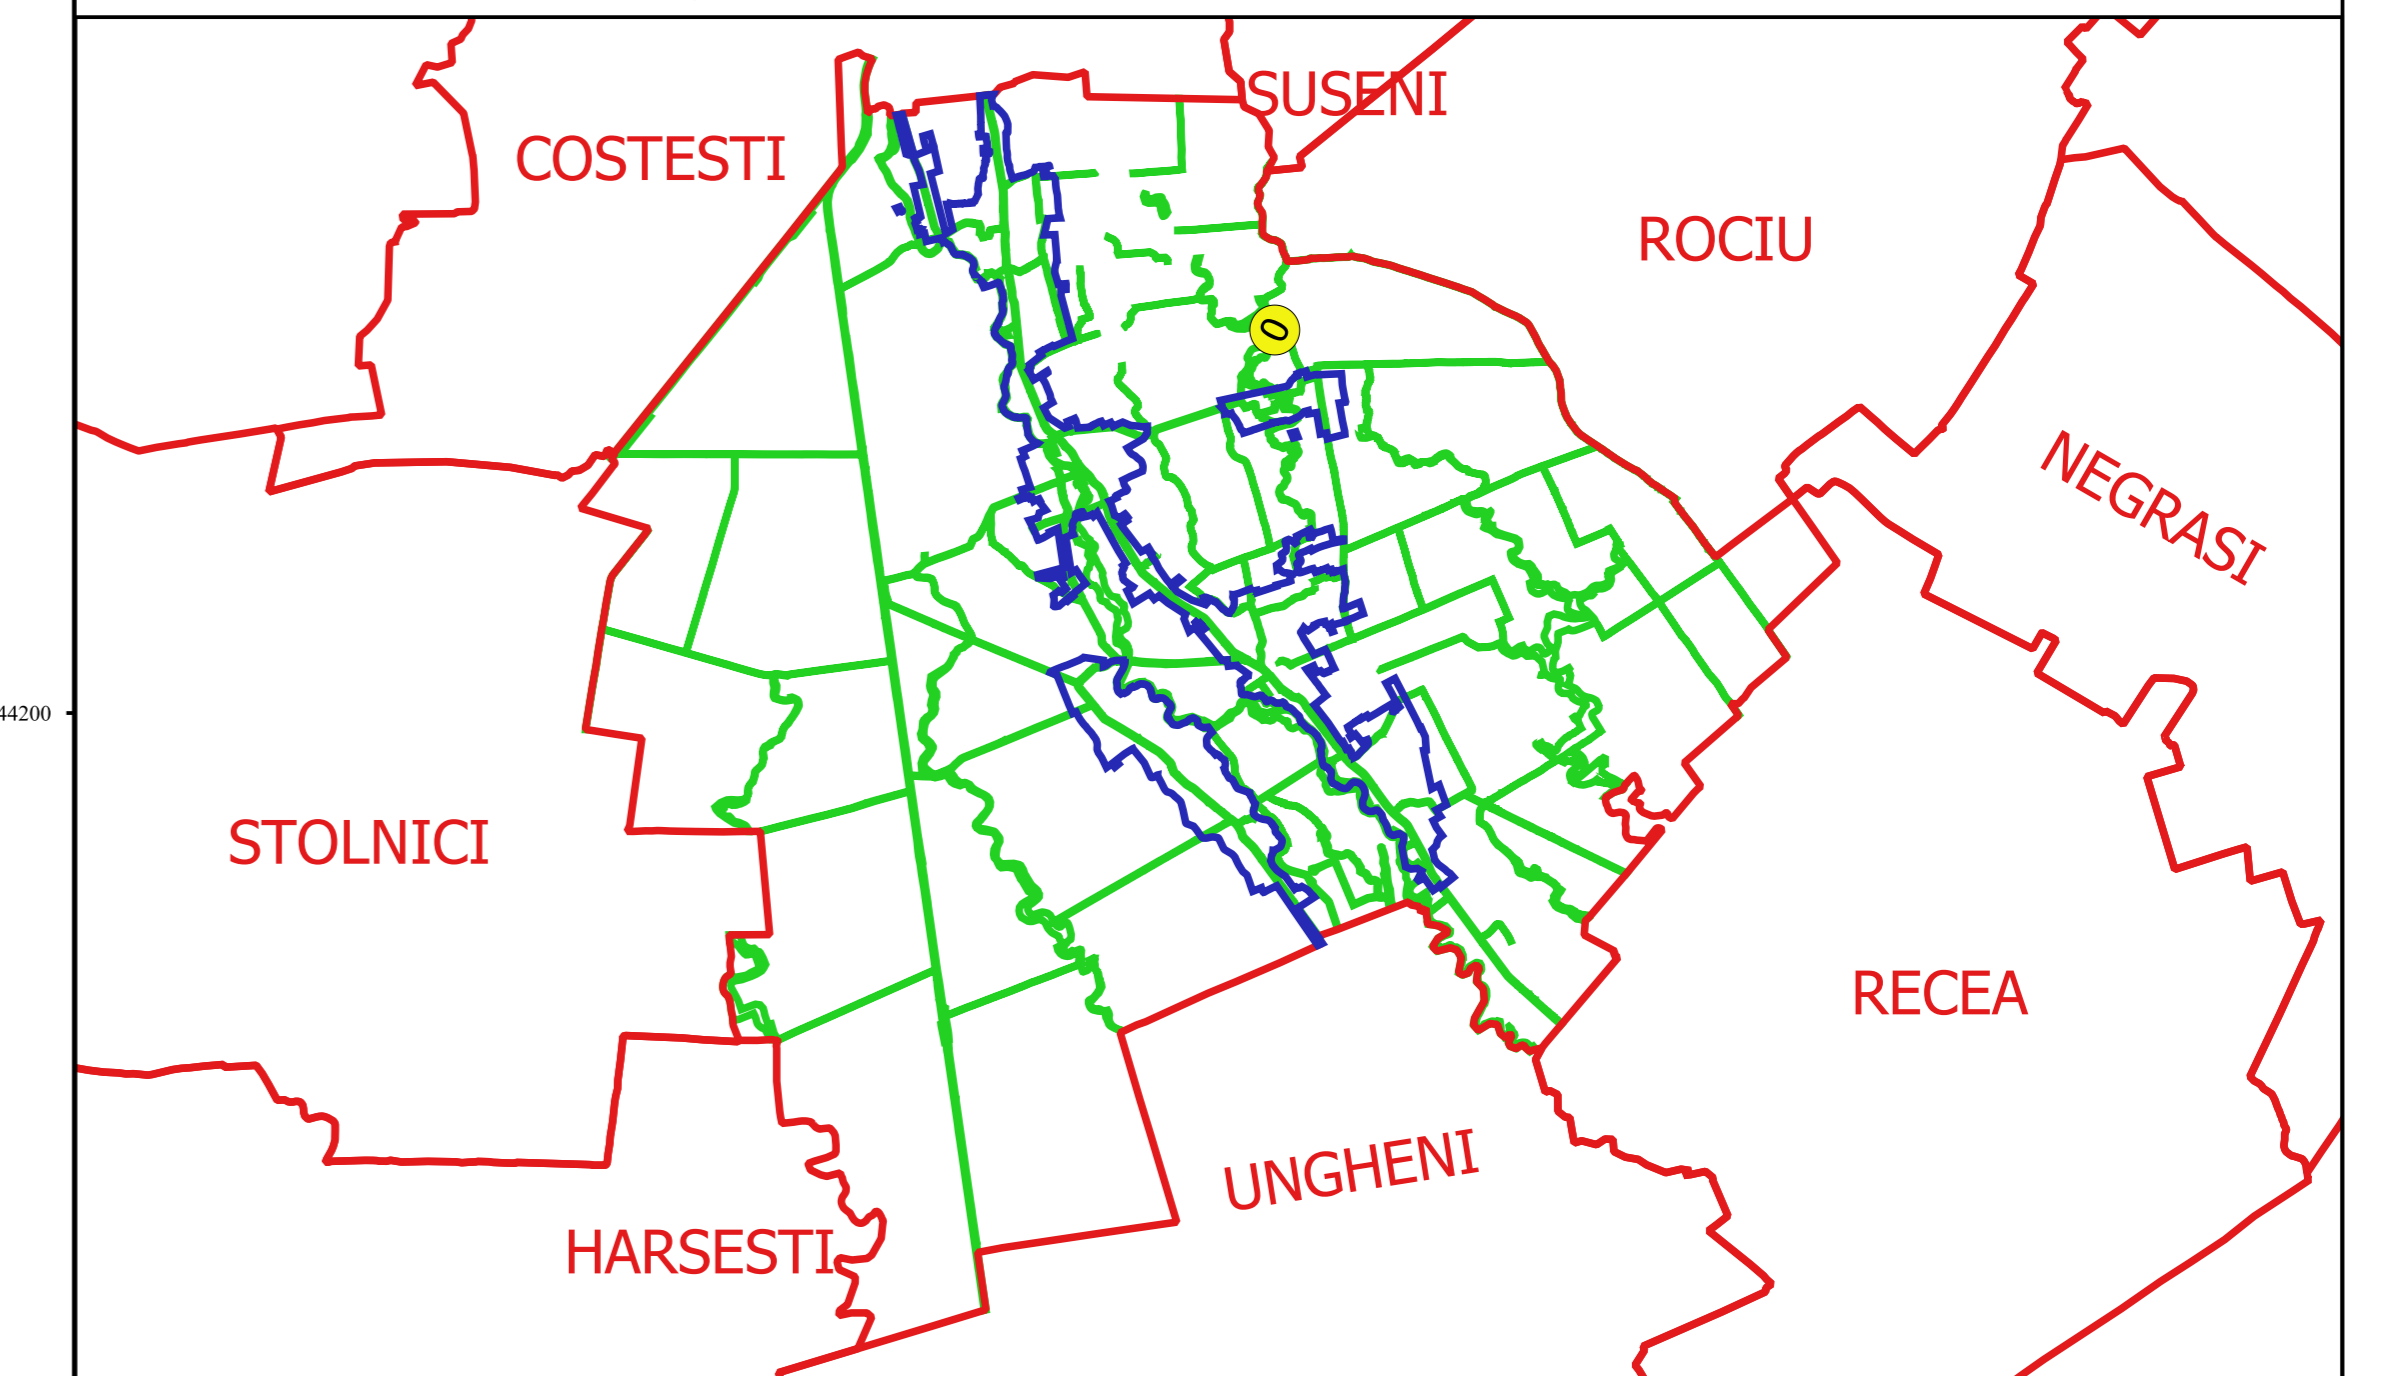 SUSENI
COSTESTI
ROCIU
0
NEGRASI
44200
STOLNICI
RECEA
UNGHENI
HARSESTI